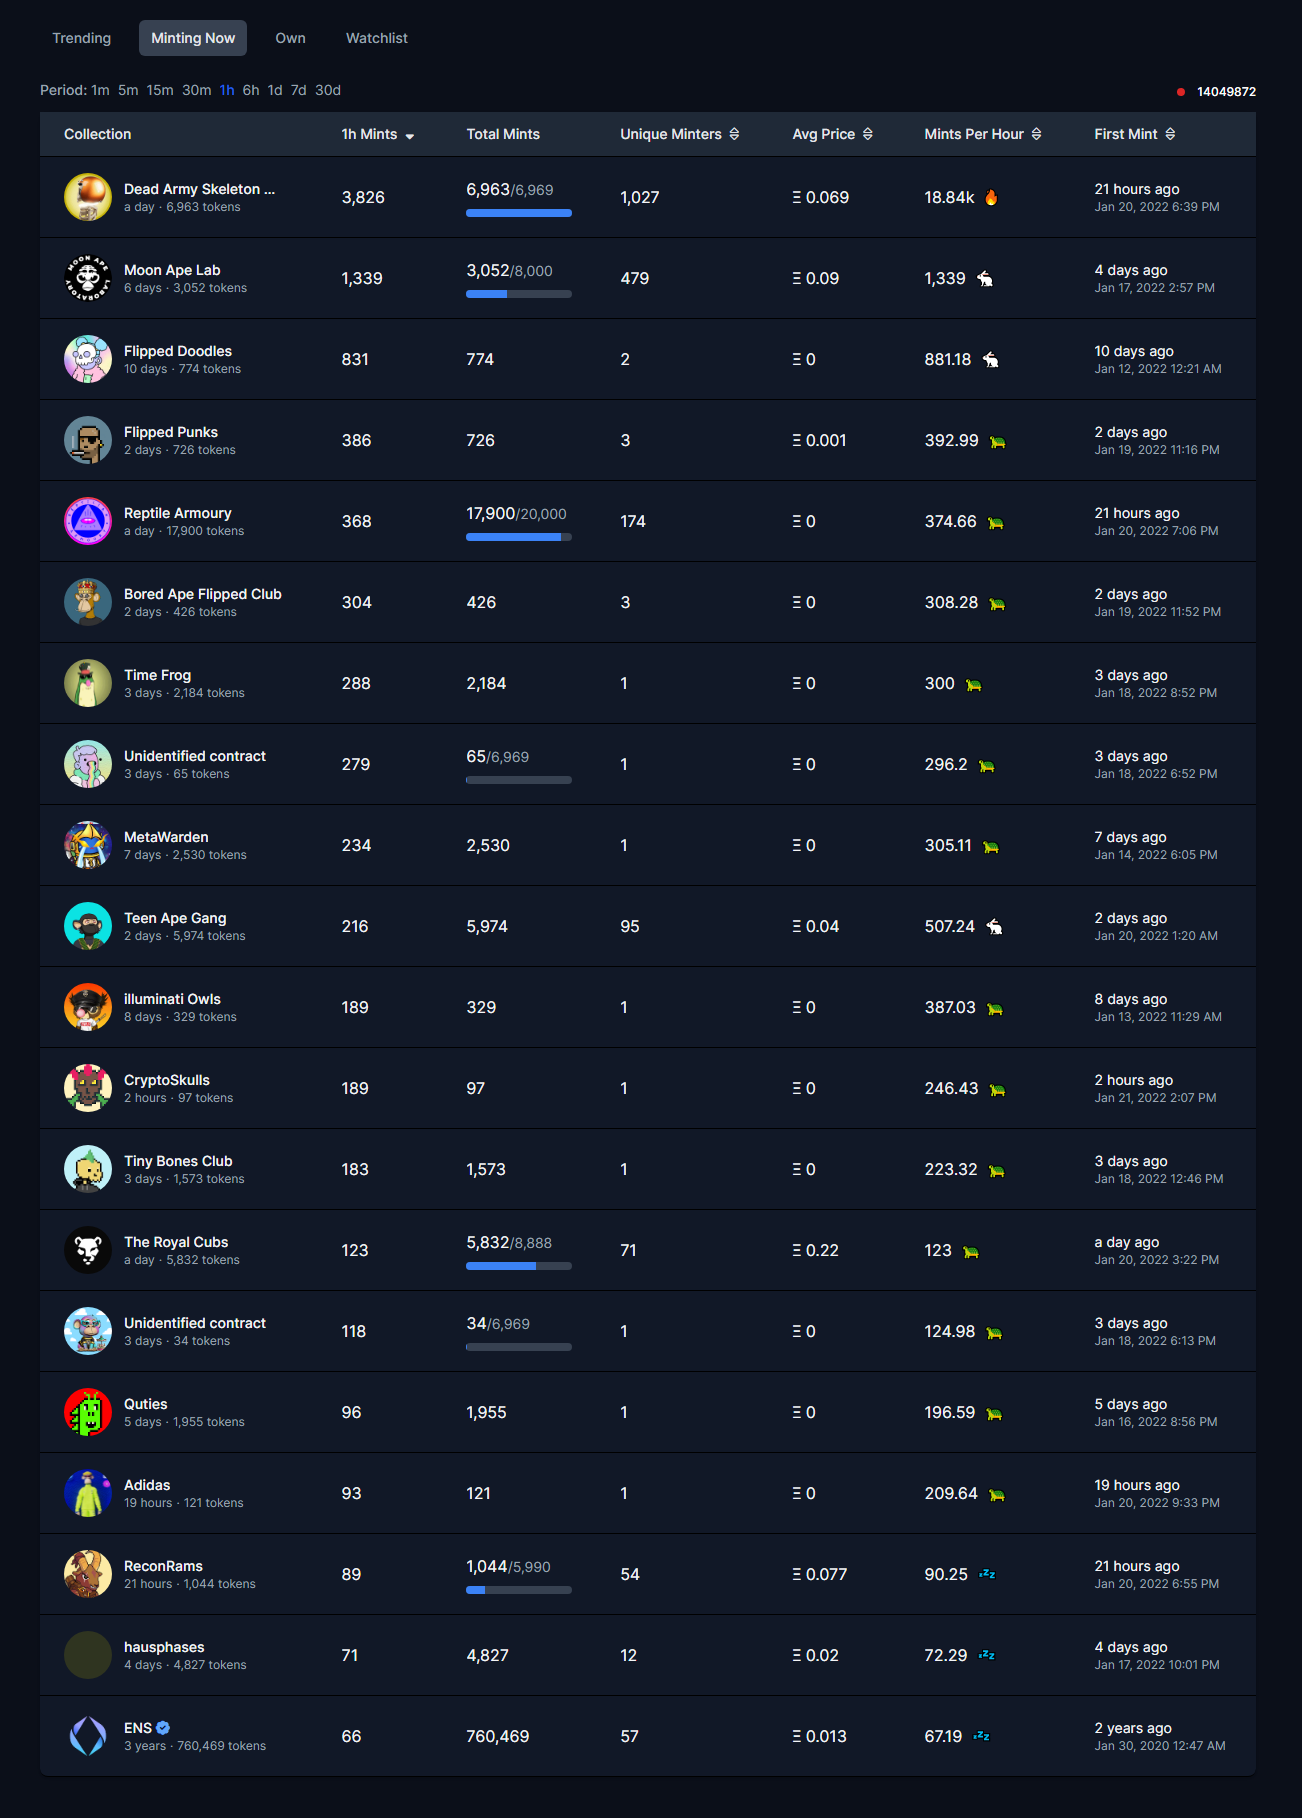 Trending Minting Now Own Watchlist
Period: 1m 5m 15m 30m 1h 6h 1d 7d 30d 14049872
Collection 1h Mints Total Mints Unique Minters Avg Price Mints Per Hour First Mint
Dead Army Skeleton ... 3,826 6,963/6,969 1,027 Ξ 0.069 18.84k 🔥 21 hours ago
a day · 6,963 tokens Jan 20, 2022 6:39 PM
MOON APE LABORATORY
Moon Ape Lab 1,339 3,052/8,000 479 Ξ 0.09 1,339 🐇 4 days ago
6 days · 3,052 tokens Jan 17, 2022 2:57 PM
Flipped Doodles 831 774 2 Ξ 0 881.18 🐇 10 days ago
10 days · 774 tokens Jan 12, 2022 12:21 AM
Flipped Punks 386 726 3 Ξ 0.001 392.99 🐢 2 days ago
2 days · 726 tokens Jan 19, 2022 11:16 PM
Reptile Armoury 368 17,900/20,000 174 Ξ 0 374.66 🐢 21 hours ago
a day · 17,900 tokens Jan 20, 2022 7:06 PM
Bored Ape Flipped Club 304 426 3 Ξ 0 308.28 🐢 2 days ago
2 days · 426 tokens Jan 19, 2022 11:52 PM
Time Frog 288 2,184 1 Ξ 0 300 🐢 3 days ago
3 days · 2,184 tokens Jan 18, 2022 8:52 PM
Unidentified contract 279 65/6,969 1 Ξ 0 296.2 🐢 3 days ago
3 days · 65 tokens Jan 18, 2022 6:52 PM
MetaWarden 234 2,530 1 Ξ 0 305.11 🐢 7 days ago
7 days · 2,530 tokens Jan 14, 2022 6:05 PM
Teen Ape Gang 216 5,974 95 Ξ 0.04 507.24 🐇 2 days ago
2 days · 5,974 tokens Jan 20, 2022 1:20 AM
illuminati Owls 189 329 1 Ξ 0 387.03 🐢 8 days ago
8 days · 329 tokens Jan 13, 2022 11:29 AM
CryptoSkulls 189 97 1 Ξ 0 246.43 🐢 2 hours ago
2 hours · 97 tokens Jan 21, 2022 2:07 PM
Tiny Bones Club 183 1,573 1 Ξ 0 223.32 🐢 3 days ago
3 days · 1,573 tokens Jan 18, 2022 12:46 PM
The Royal Cubs 123 5,832/8,888 71 Ξ 0.22 123 🐢 a day ago
a day · 5,832 tokens Jan 20, 2022 3:22 PM
Unidentified contract 118 34/6,969 1 Ξ 0 124.98 🐢 3 days ago
3 days · 34 tokens Jan 18, 2022 6:13 PM
Quties 96 1,955 1 Ξ 0 196.59 🐢 5 days ago
5 days · 1,955 tokens Jan 16, 2022 8:56 PM
Adidas 93 121 1 Ξ 0 209.64 🐢 19 hours ago
19 hours · 121 tokens Jan 20, 2022 9:33 PM
ReconRams 89 1,044/5,990 54 Ξ 0.077 90.25 💤 21 hours ago
21 hours · 1,044 tokens Jan 20, 2022 6:55 PM
hausphases 71 4,827 12 Ξ 0.02 72.29 💤 4 days ago
4 days · 4,827 tokens Jan 17, 2022 10:01 PM
ENS 66 760,469 57 Ξ 0.013 67.19 💤 2 years ago
3 years · 760,469 tokens Jan 30, 2020 12:47 AM